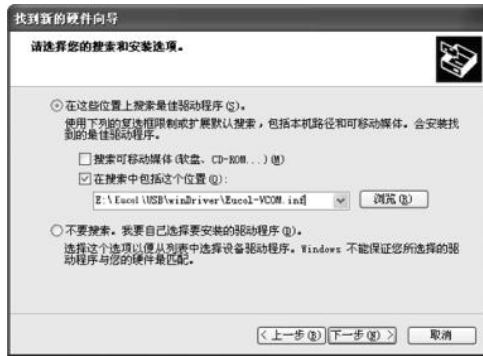 找到新的硬件向导
请选择您的搜索和安装选项。
在这些位置上搜索最佳驱动程序(S)。
使用下列的复选框限制或扩展默认搜索，包括本机路径和可移动媒体。会安装找
到的最佳驱动程序。
搜索可移动媒体(软盘、CD-ROM...)(M)
在搜索中包括这个位置(O):
E:\Eucol\USB\winDriver\Eucol-VCOM.inf
浏览(R)
不要搜索。我要自己选择要安装的驱动程序(D)。
选择这个选项以便从列表中选择设备驱动程序。Windows 不能保证您所选择的驱
动程序与您的硬件最匹配。
<上一步(B) 下一步(N)> 取消